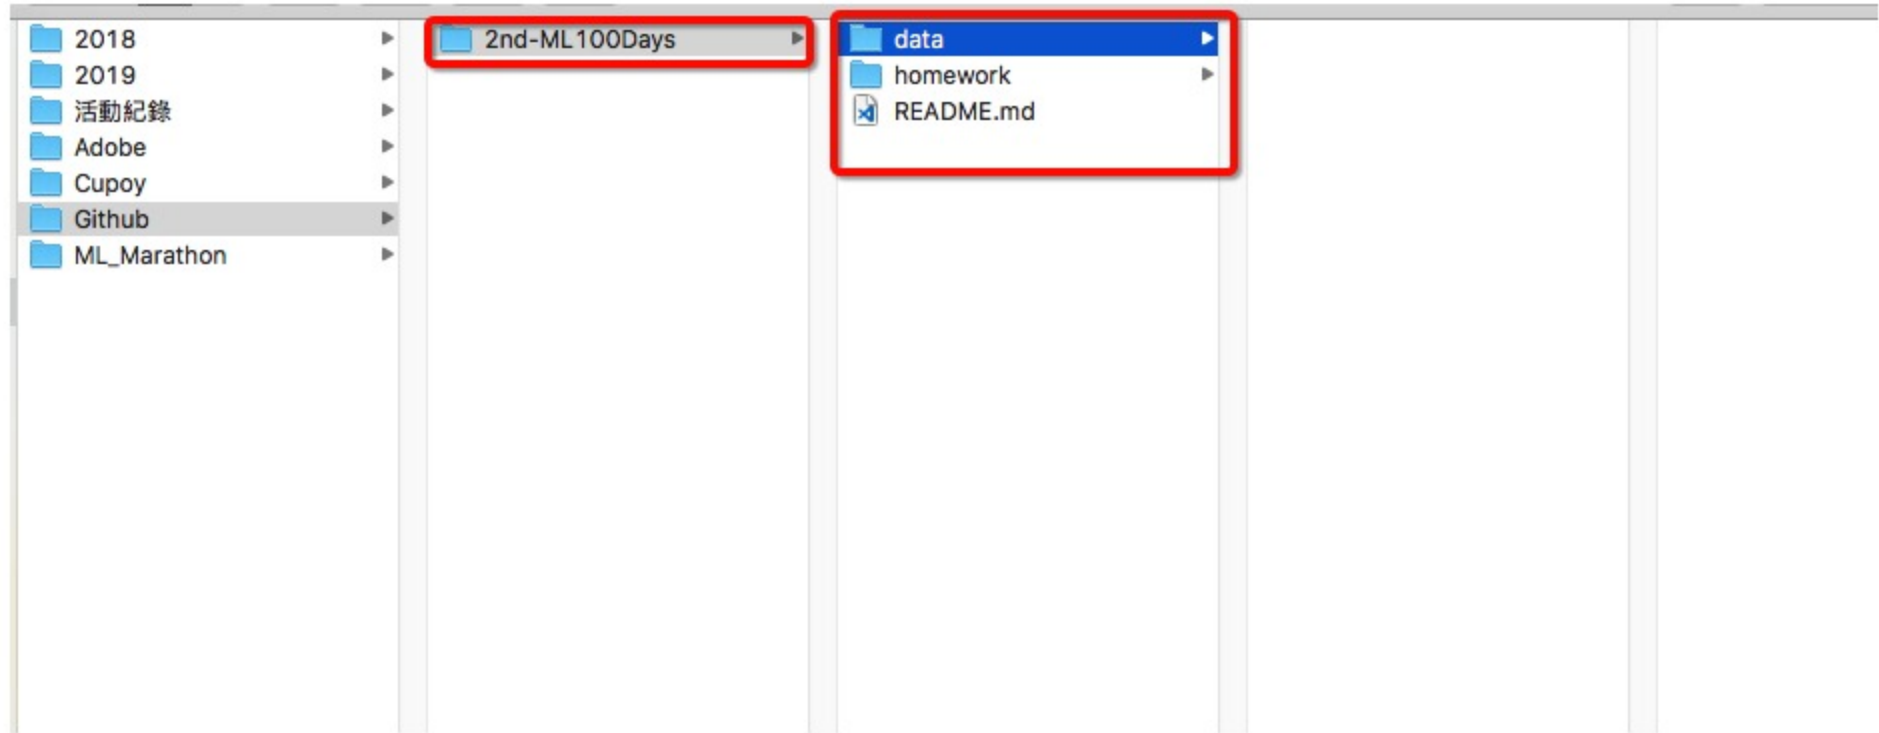 2018
2019
活動紀錄
Adobe
Cupoy
Github
ML_Marathon
2nd-ML100Days
data
homework
README.md